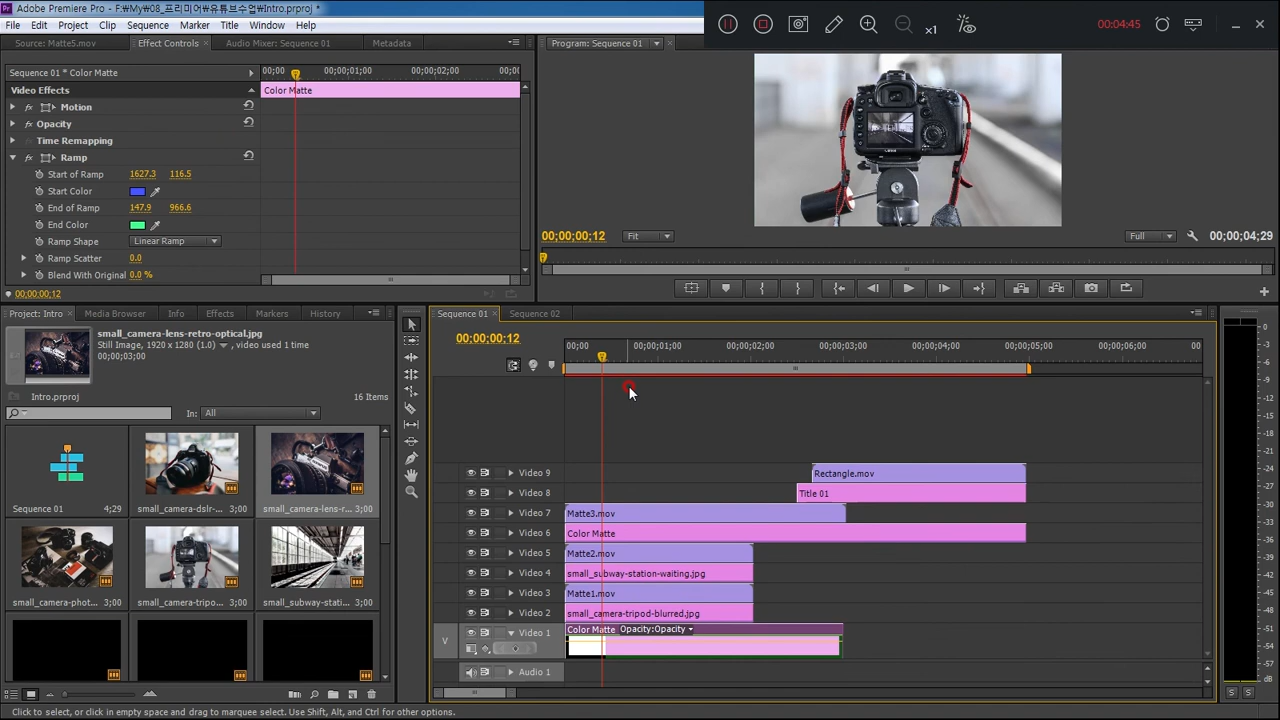 Adobe Premiere Pro - F:₩My₩08_프리미어₩유튜브수업₩Intro.prproj *
File Edit Project Clip Sequence Marker Title Window
x1
00:04:45
Source: Matte5.mov
Effect Controls
Audio Mixer: Sequence 01
Metadata
Program: Sequence 01
Sequence 01 * Color Matte
00;00
00;00;01;00
00;00;02;00
Video Effects
Color Matte
Motion
Opacity
Time Remapping
Ramp
Start of Ramp 1627.3 116.5
Start Color
End of Ramp 147.9 966.6
End Color
Ramp Shape Linear Ramp
Ramp Scatter 0.0
Blend With Original 0.0 %
00;00;00;12
00;00;00;12
Fit
Full
00;00;04;29
Project: Intro
Media Browser
Info
Effects
Markers
History
small_camera-lens-retro-optical.jpg
Still Image, 1920 x 1280 (1.0) , video used 1 time
00;00;03;00
Intro.prproj
16 Items
In: All
Sequence 01 4;29
small_camera-dslr-... 3;00
small_camera-lens-r... 3;00
small_camera-phot... 3;00
small_camera-tripo... 3;00
small_subway-stati... 3;00
Sequence 01
Sequence 02
00;00;00;12
00;00
00;00;01;00
00;00;02;00
00;00;03;00
00;00;04;00
00;00;05;00
00;00;06;00
00
Video 9 Rectangle.mov
Video 8 Title 01
Video 7 Matte3.mov
Video 6 Color Matte
Video 5 Matte2.mov
Video 4 small_subway-station-waiting.jpg
Video 3 Matte1.mov
Video 2 small_camera-tripod-blurred.jpg
V Video 1 Color Matte Opacity:Opacity
Audio 1
0
-6
-12
-18
-24
-30
-36
-42
-48
-54
dB
S S
Click to select, or click in empty space and drag to marquee select. Use Shift, Alt, and Ctrl for other options.